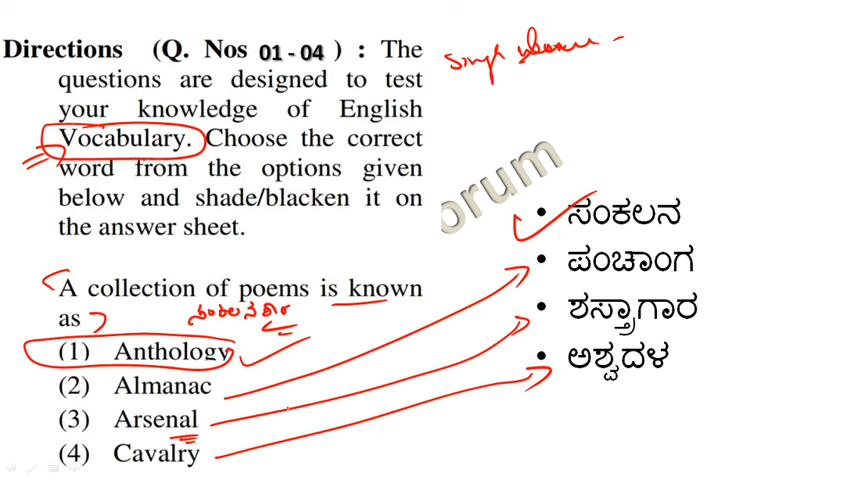 Directions (Q. Nos 01 - 04 ) : The
questions are designed to test
your knowledge of English
Vocabulary. Choose the correct
word from the options given
below and shade/blacken it on
the answer sheet.
A collection of poems is known
as
(1) Anthology
(2) Almanac
(3) Arsenal
(4) Cavalry
orum
• ಸಂಕಲನ
• ಪಂಚಾಂಗ
• ಶಸ್ತ್ರಾಗಾರ
• ಅಶ್ವದಳ